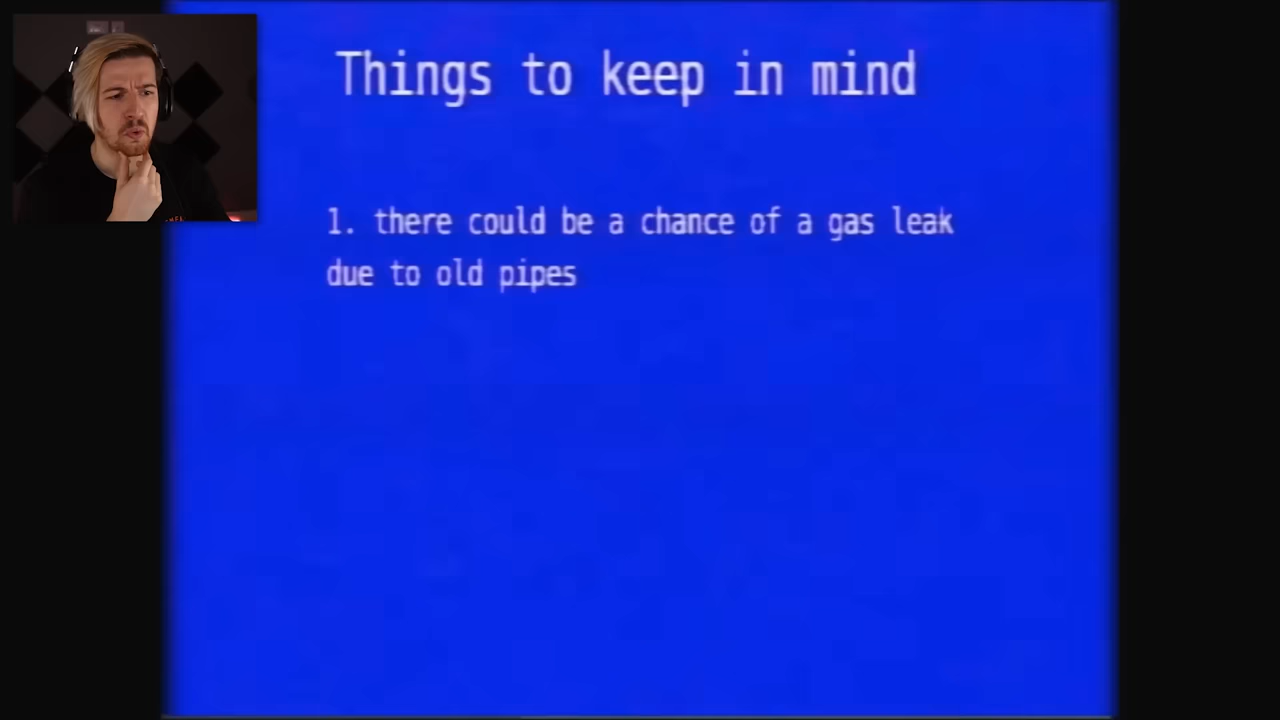 Things to keep in mind
1. there could be a chance of a gas leak
due to old pipes